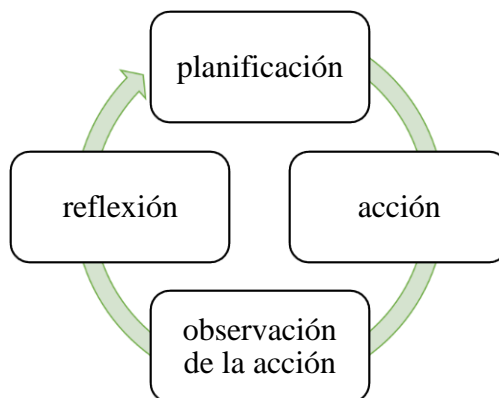 planificación
reflexión
acción
observación
de la acción